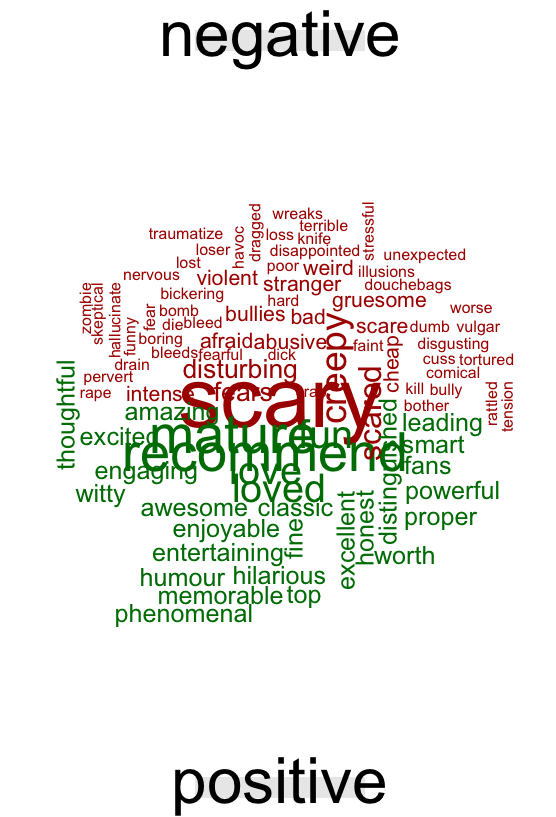 negative
wreaks
dragged
stressful
terrible
traumatize
havoc
loss
knife
loser
disappointed
unexpected
lost
poor
weird
illusions
nervous
violent
stranger
douchebags
zombie
skeptical
hallucinate
bickering
hard
gruesome
worse
fear
bomb
bullies
bad
creepy
scare
dumb
vulgar
funny
die
bleed
boring
afraid
abusive
faint
cheap
disgusting
bleeds
fearful
dick
cuss
tortured
drain
disturbing
comical
pervert
scary
scared
kill
bully
rape
intense
fears
bother
rattled
tension
thoughtful
amazing
mature
fun
distinguished
leading
excited
recommend
smart
engaging
love
fans
witty
loved
powerful
awesome
classic
excellent
honest
proper
enjoyable
fine
entertaining
worth
humour
hilarious
memorable
top
phenomenal
positive